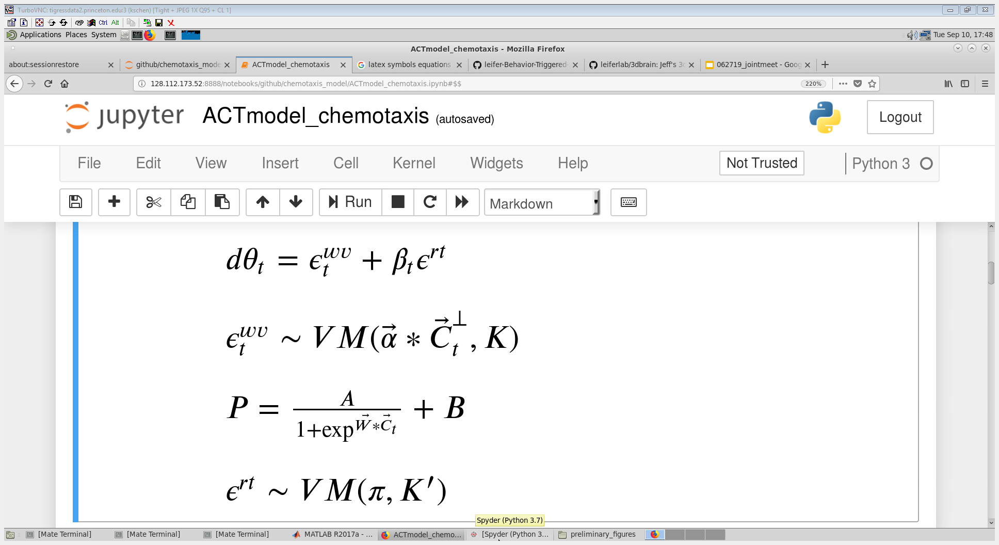 TurboVNC: tigressdata2.princeton.edu:3 (kschen) [Tight + JPEG 1X Q95 + CL 1]
Ctrl Alt
Applications Places System Tue Sep 10, 17:48
ACTmodel_chemotaxis - Mozilla Firefox
about:sessionrestore github/chemotaxis_mode ACTmodel_chemotaxis latex symbols equations leifer-Behavior-Triggered- leiferlab/3dbrain: Jeff's 3 062719_jointmeet - Goog
128.112.173.52:8888/notebooks/github/chemotaxis_model/ACTmodel_chemotaxis.ipynb#$$ 220%
jupyter ACTmodel_chemotaxis (autosaved) Logout
File Edit View Insert Cell Kernel Widgets Help Not Trusted Python 3
Run Markdown
$d\theta_t = \epsilon_t^{wv} + \beta_t \epsilon^{rt}$
$\epsilon_t^{wv} \sim VM(\vec{\alpha} * \vec{C}_t^{\perp}, K)$
$P = \frac{A}{1+\exp^{\vec{W}*\vec{C}_t}} + B$
$\epsilon^{rt} \sim VM(\pi, K')$
Spyder (Python 3.7)
[Mate Terminal] [Mate Terminal] [Mate Terminal] MATLAB R2017a - ... ACTmodel_chemo... [Spyder (Python 3... preliminary_figures